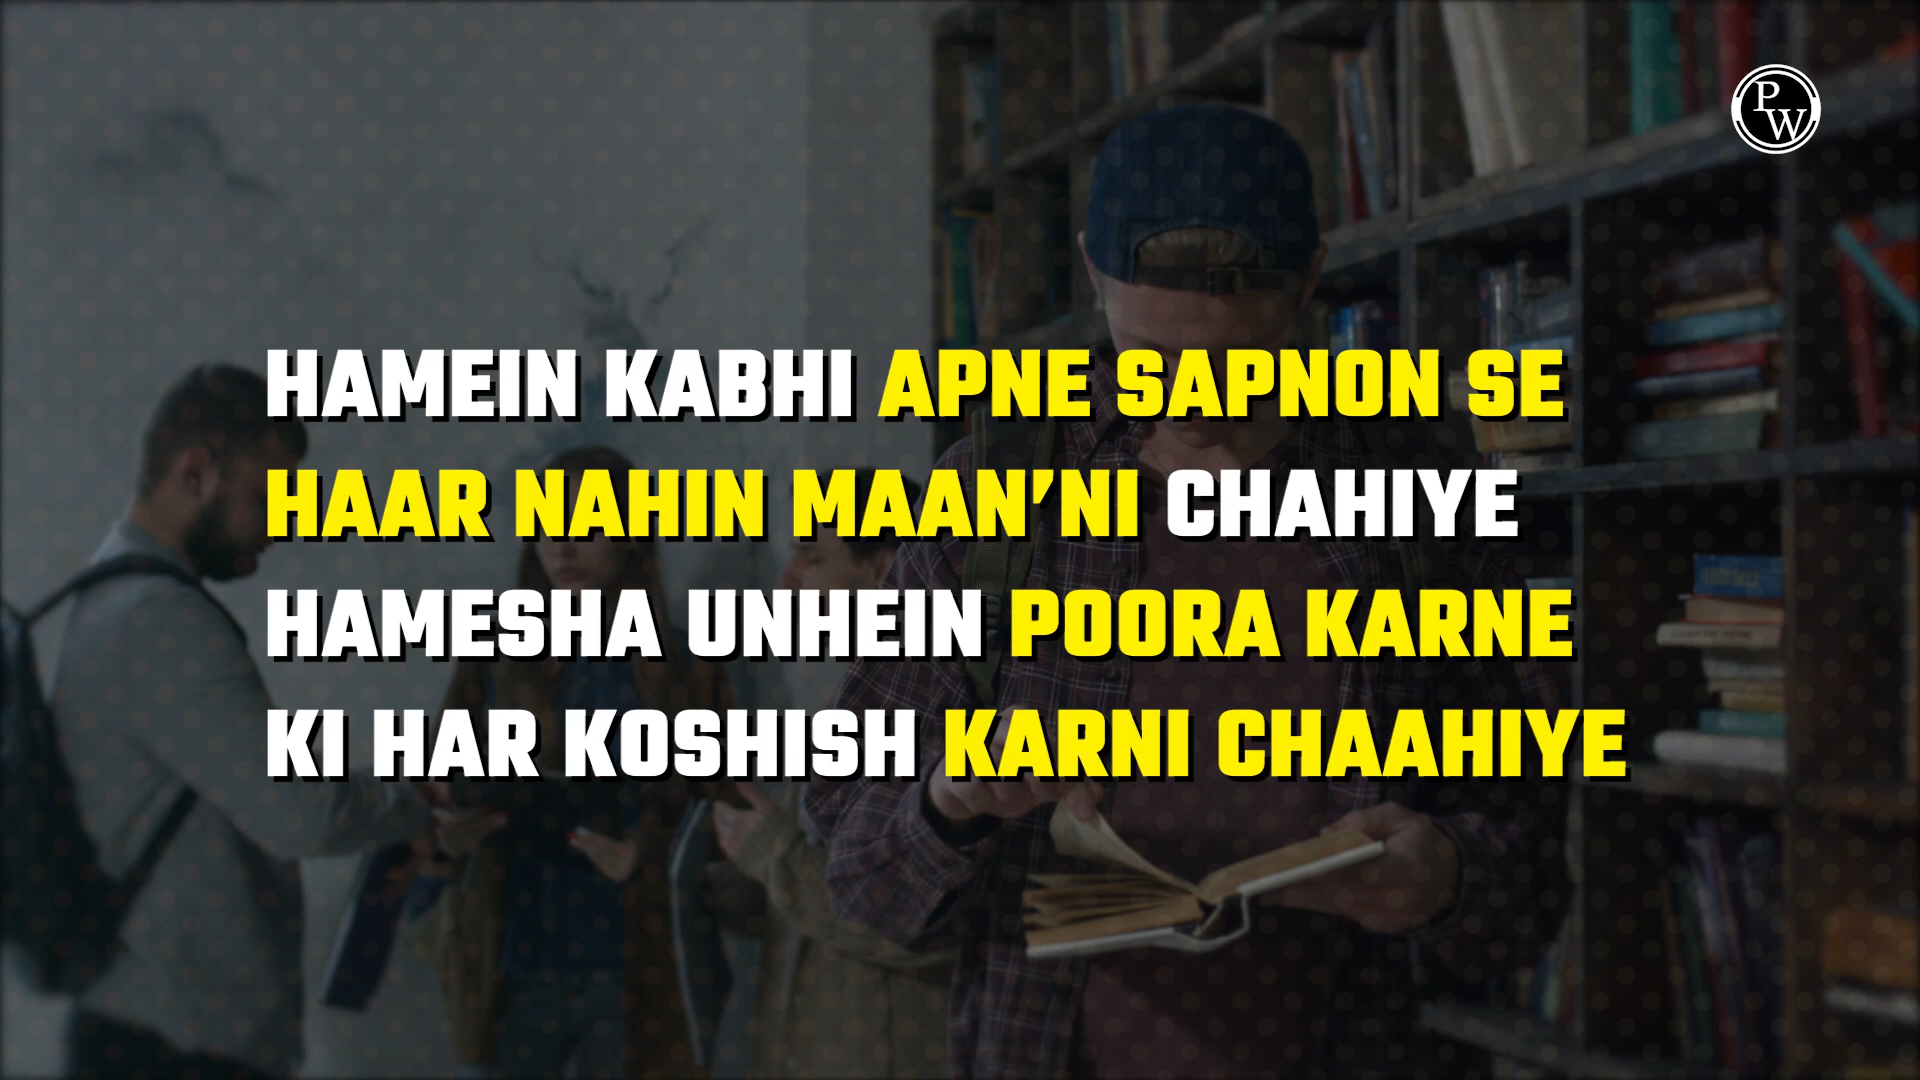 PW
HAMEIN KABHI APNE SAPNON SE
HAAR NAHIN MAAN’NI CHAHIYE
HAMESHA UNHEIN POORA KARNE
KI HAR KOSHISH KARNI CHAAHIYE